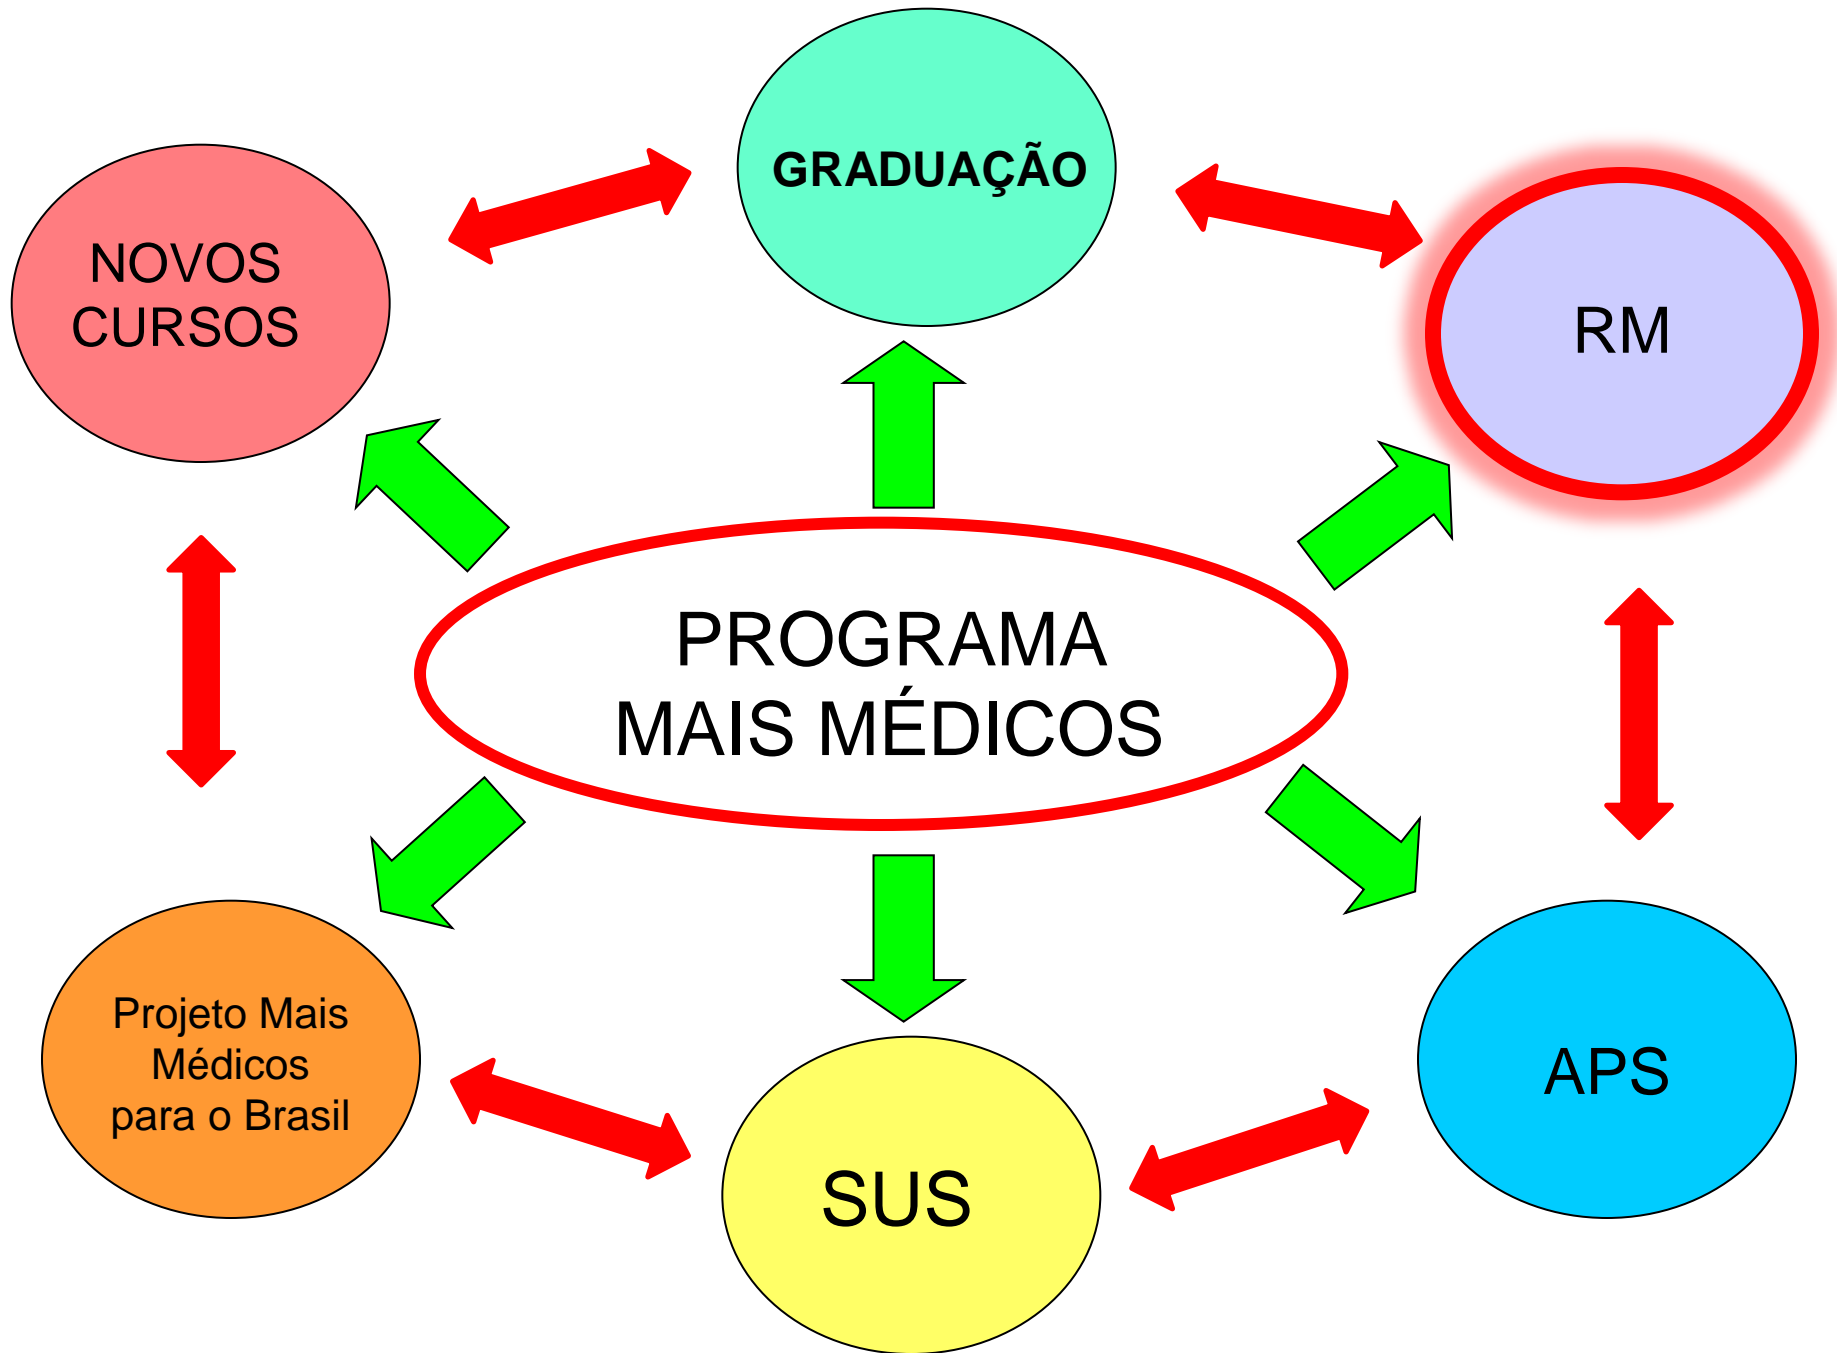 GRADUAÇÃO
NOVOS
CURSOS
RM
PROGRAMA
MAIS MÉDICOS
Projeto Mais
Médicos
para o Brasil
APS
SUS